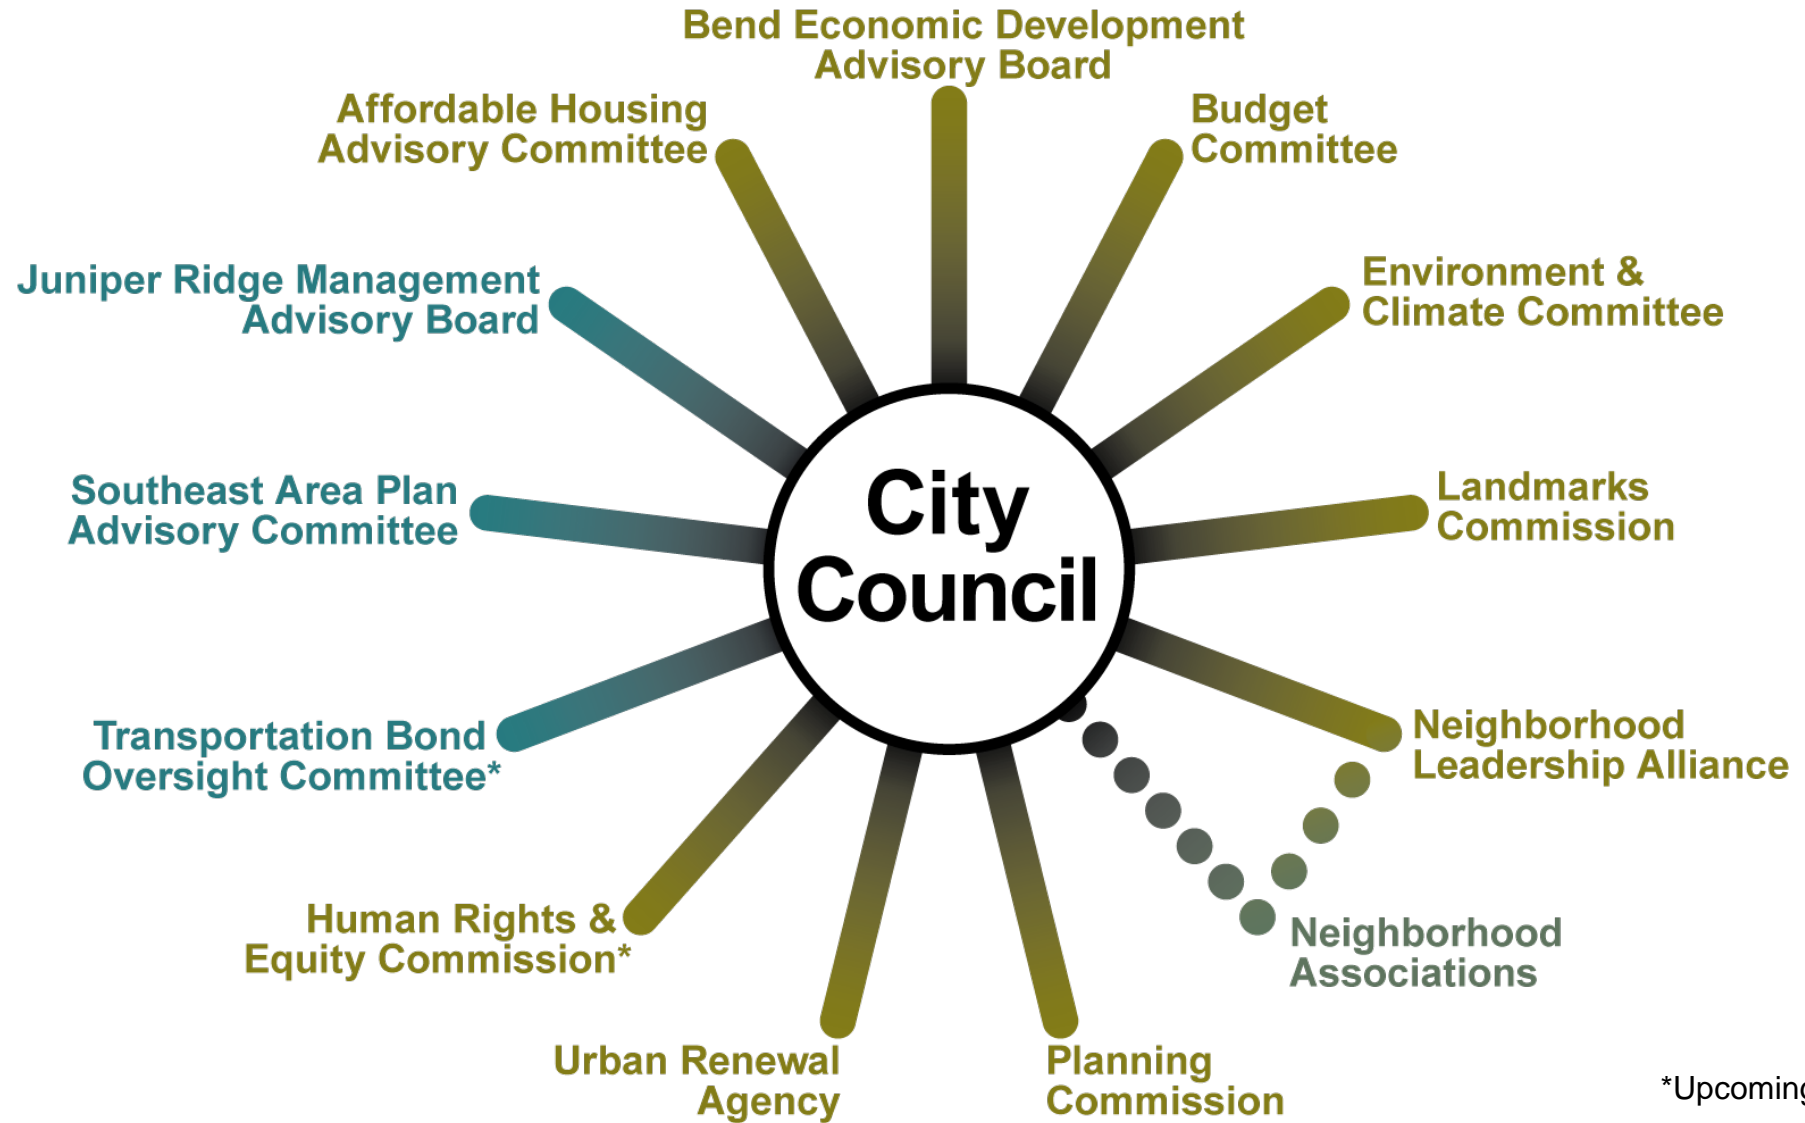 Bend Economic Development
Advisory Board
Affordable Housing
Advisory Committee
Budget
Committee
Juniper Ridge Management
Advisory Board
Environment &
Climate Committee
Southeast Area Plan
Advisory Committee
City
Council
Landmarks
Commission
Transportation Bond
Oversight Committee*
Neighborhood
Leadership Alliance
Human Rights &
Equity Commission*
Neighborhood
Associations
Urban Renewal
Agency
Planning
Commission
*Upcoming